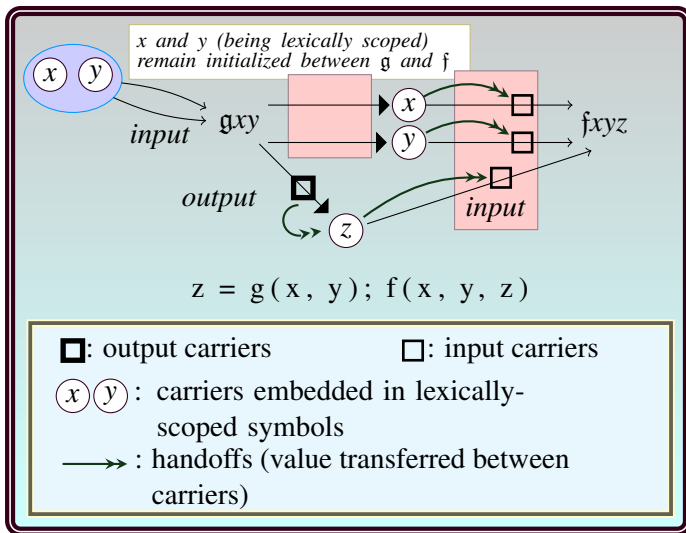 x and y (being lexically scoped)
remain initialized between 𝔤 and 𝔣
x y
input
𝔤xy
x
y
𝔣xyz
output
z
input
z = g(x, y); f(x, y, z)
: output carriers
: input carriers
x y : carriers embedded in lexically-
scoped symbols
: handoffs (value transferred between
carriers)